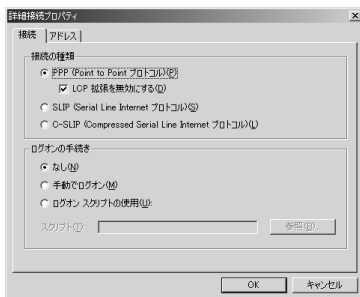 詳細接続プロパティ
接続 アドレス
接続の種類
PPP (Point to Point プロトコル)(P)
LCP 拡張を無効にする(D)
SLIP (Serial Line Internet プロトコル)(S)
C-SLIP (Compressed Serial Line Internet プロトコル)(L)
ログオンの手続き
なし(N)
手動でログオン(M)
ログオン スクリプトの使用(U):
スクリプト(T)
参照(B)...
OK キャンセル